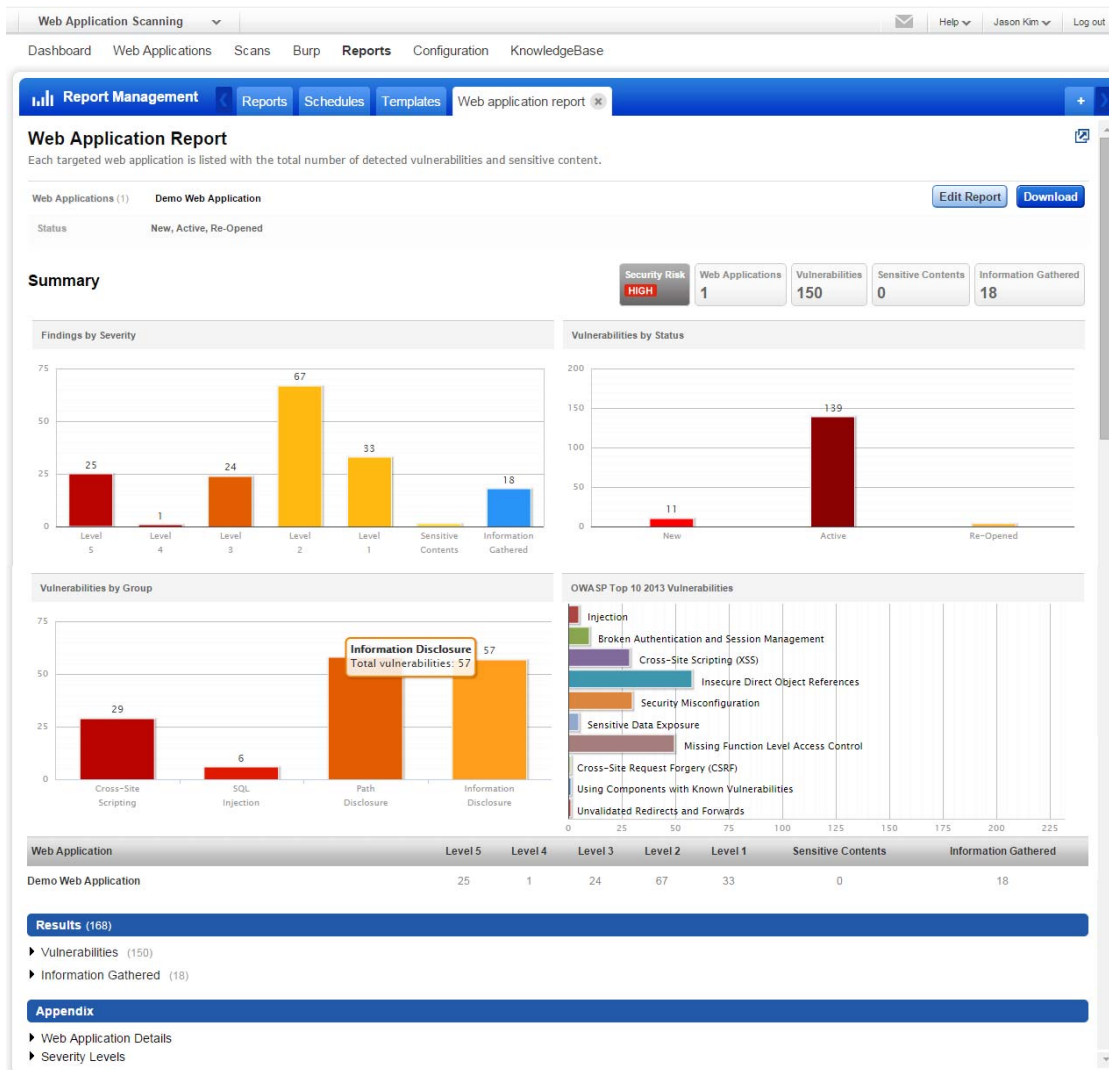 Web Application Scanning
Help
Jason Kim
Log out
Dashboard Web Applications Scans Burp Reports Configuration KnowledgeBase
Report Management
Reports
Schedules
Templates
Web application report
+
Web Application Report
Each targeted web application is listed with the total number of detected vulnerabilities and sensitive content.
Web Applications (1) Demo Web Application
Edit Report
Download
Status New, Active, Re-Opened
Summary
Security Risk
HIGH
Web Applications
1
Vulnerabilities
150
Sensitive Contents
0
Information Gathered
18
Findings by Severity
75
50
25
0
25
1
24
67
33
18
Level 5
Level 4
Level 3
Level 2
Level 1
Sensitive Contents
Information Gathered
Vulnerabilities by Status
200
150
100
50
0
11
139
New
Active
Re-Opened
Vulnerabilities by Group
75
50
25
0
29
6
57
Information Disclosure
Total vulnerabilities: 57
Cross-Site Scripting
SQL Injection
Path Disclosure
Information Disclosure
OWASP Top 10 2013 Vulnerabilities
Injection
Broken Authentication and Session Management
Cross-Site Scripting (XSS)
Insecure Direct Object References
Security Misconfiguration
Sensitive Data Exposure
Missing Function Level Access Control
Cross-Site Request Forgery (CSRF)
Using Components with Known Vulnerabilities
Unvalidated Redirects and Forwards
0 25 50 75 100 125 150 175 200 225
Web Application Level 5 Level 4 Level 3 Level 2 Level 1 Sensitive Contents Information Gathered
Demo Web Application 25 1 24 67 33 0 18
Results (168)
Vulnerabilities (150)
Information Gathered (18)
Appendix
Web Application Details
Severity Levels